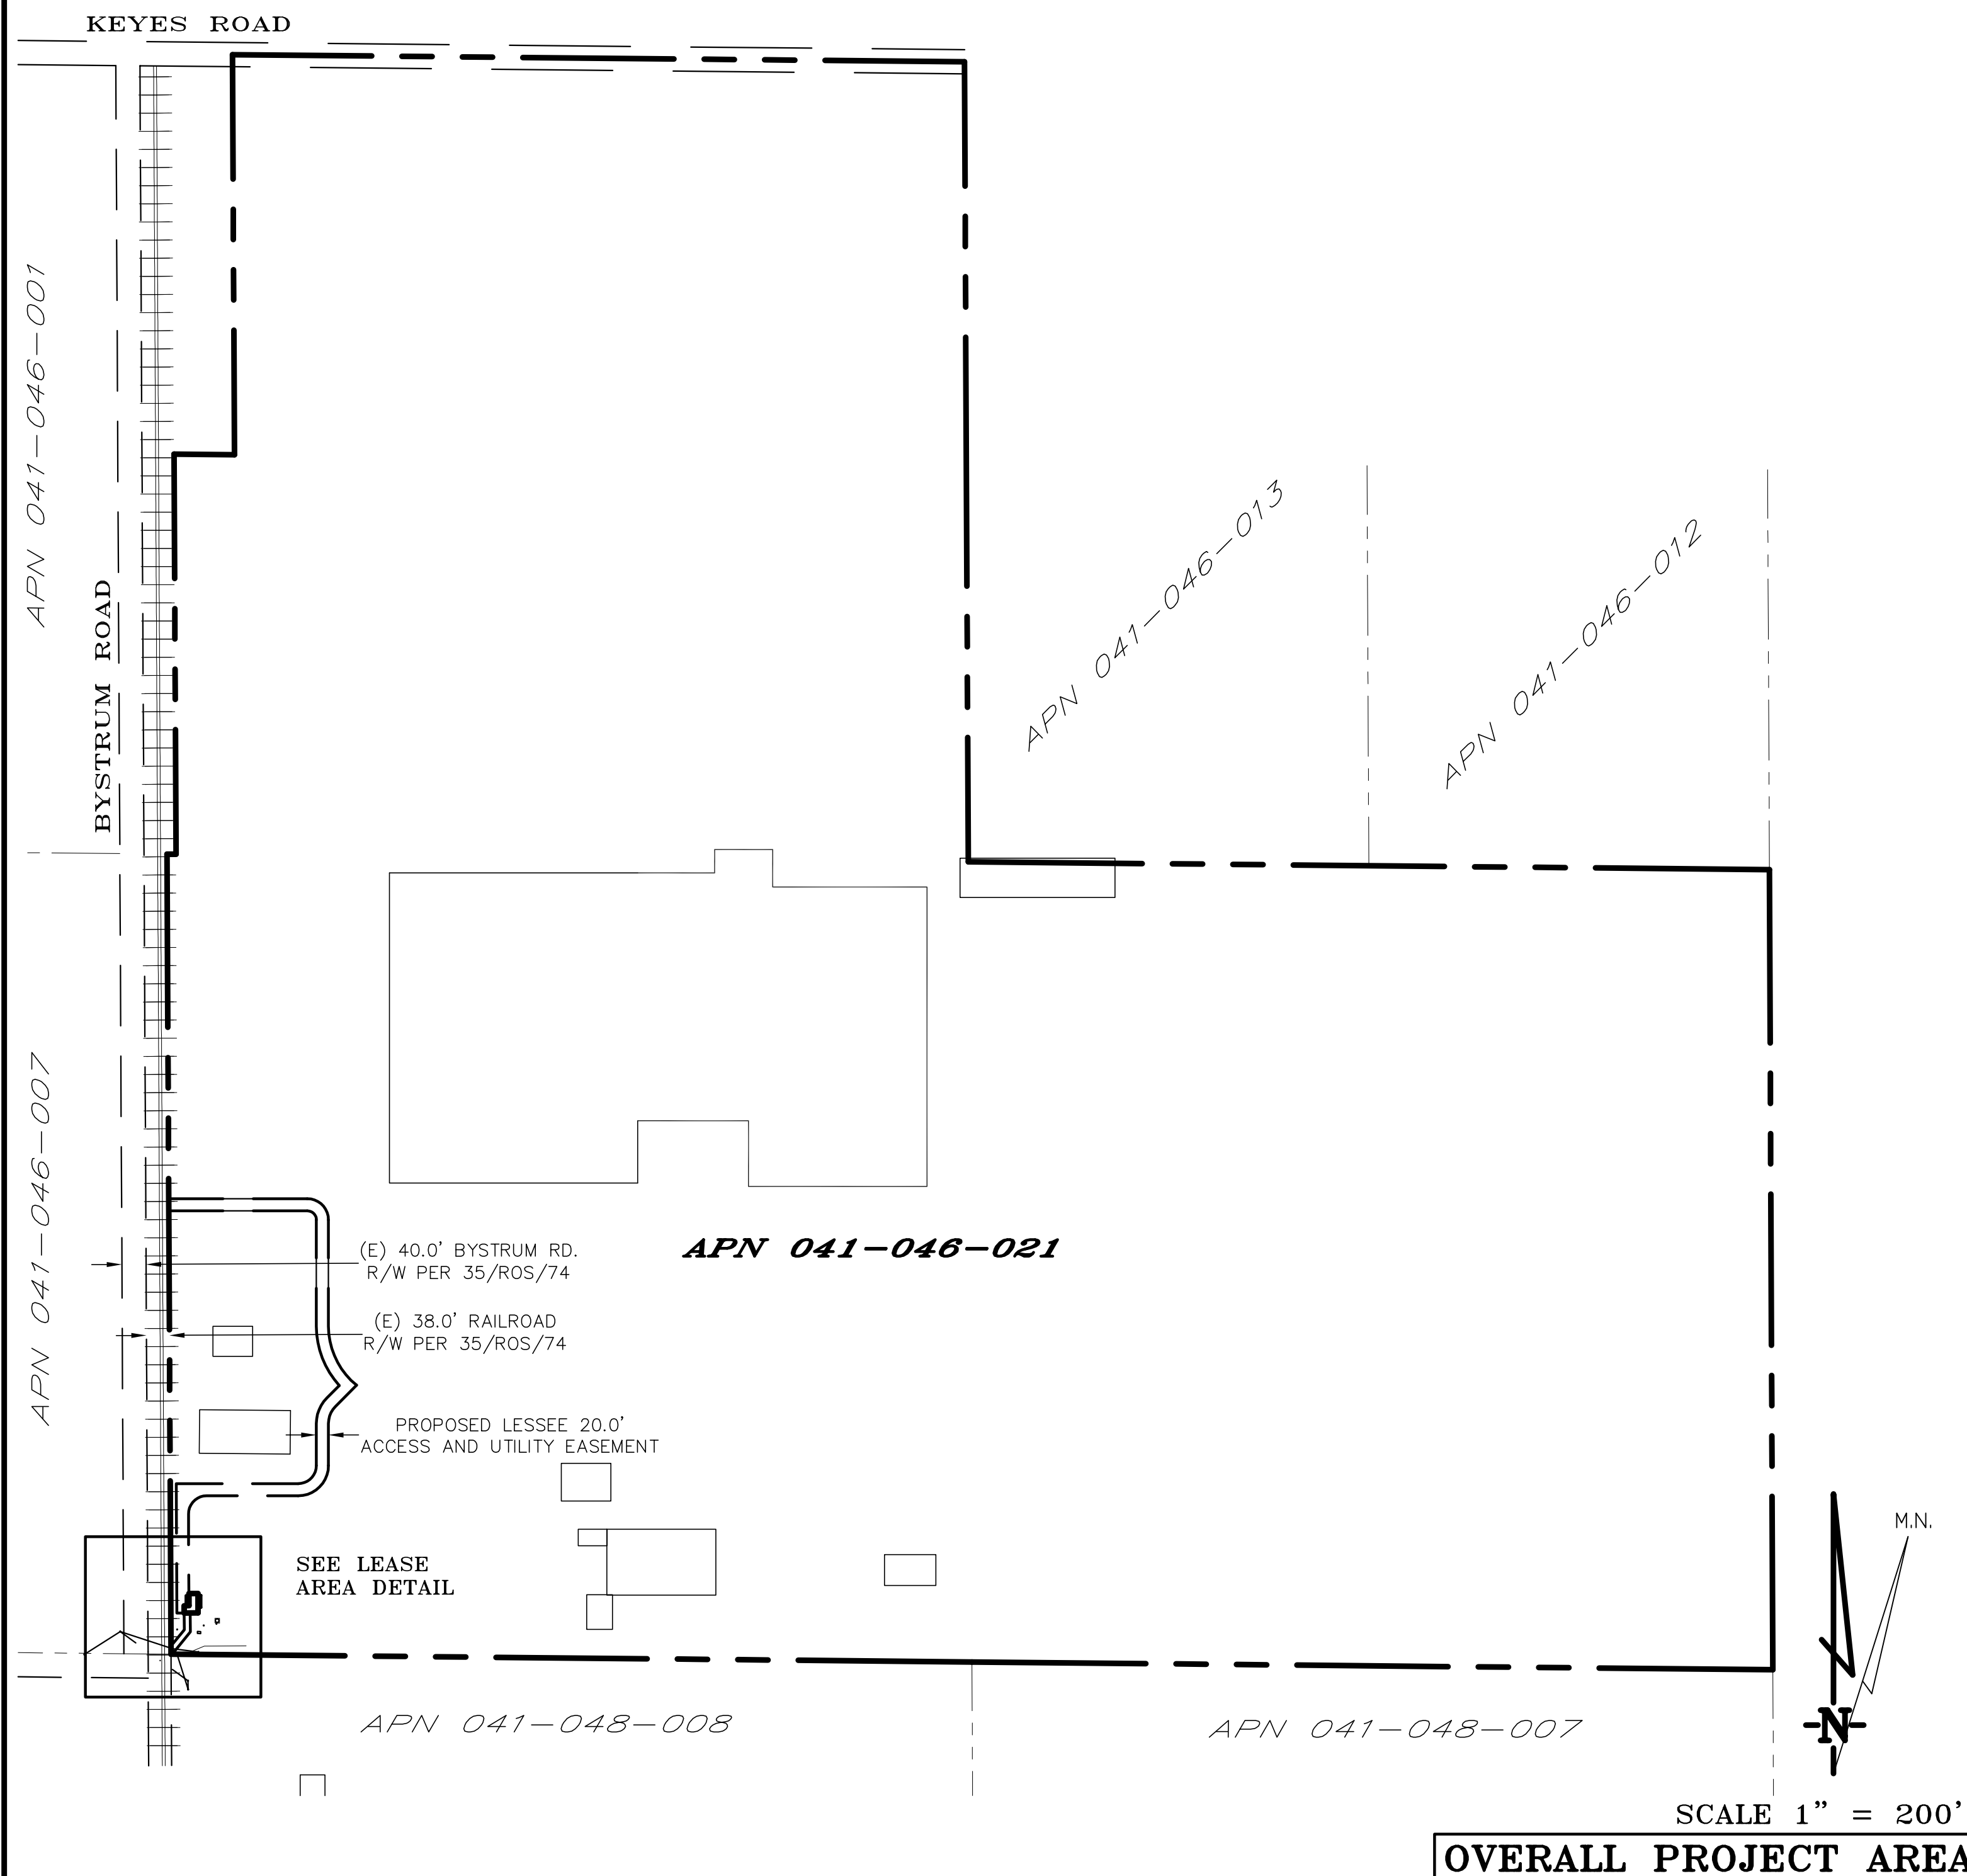 KEYES ROAD
APN 041-046-001
BYSTRUM ROAD
APN 041-046-013
APN 041-046-012
APN 041-046-007
APN 041-046-021
(E) 40.0' BYSTRUM RD.
R/W PER 35/ROS/74
(E) 38.0' RAILROAD
R/W PER 35/ROS/74
PROPOSED LESSEE 20.0'
ACCESS AND UTILITY EASEMENT
SEE LEASE
AREA DETAIL
M.N.
N
APN 041-048-008
APN 041-048-007
SCALE 1" = 200'
OVERALL PROJECT AREA